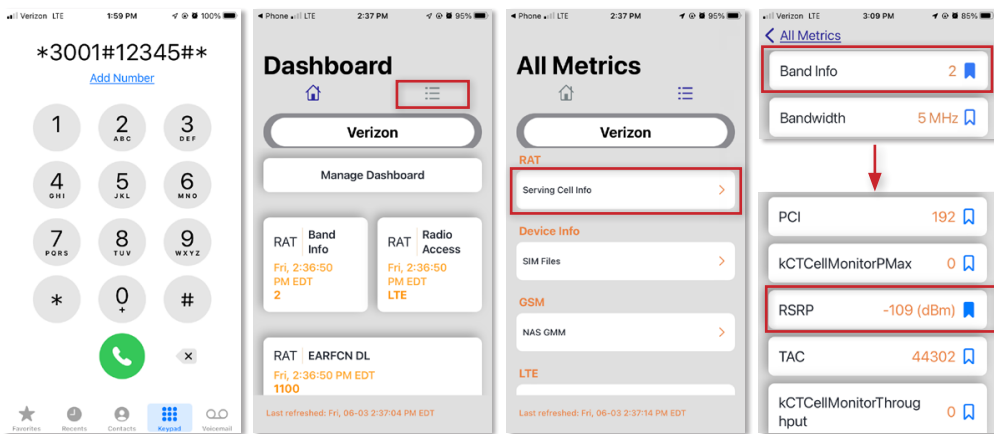 Verizon LTE
1:59 PM
100%
*3001#12345#*
Add Number
1
2
ABC
3
DEF
4
GHI
5
JKL
6
MNO
7
PQRS
8
TUV
9
WXYZ
*
0
+
#
Favorites
Recents
Contacts
Keypad
Voicemail
Phone LTE
2:37 PM
95%
Dashboard
Verizon
Manage Dashboard
RAT Band Info
Fri, 2:36:50
PM EDT
2
RAT Radio Access
Fri, 2:36:50
PM EDT
LTE
RAT EARFCN DL
Fri, 2:36:50 PM EDT
1100
Last refreshed: Fri, 06-03 2:37:04 PM EDT
Phone LTE
2:37 PM
95%
All Metrics
Verizon
RAT
Serving Cell Info
Device Info
SIM Files
GSM
NAS GMM
LTE
Last refreshed: Fri, 06-03 2:37:14 PM EDT
Verizon LTE
3:09 PM
85%
All Metrics
Band Info 2
Bandwidth 5 MHz
PCI 192
kCTCellMonitorPMax 0
RSRP -109 (dBm)
TAC 44302
kCTCellMonitorThroug
hput 0